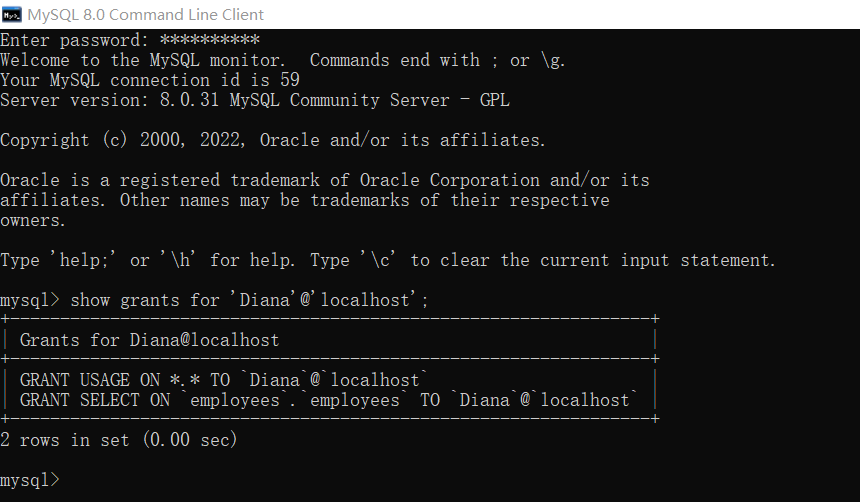 MySQL 8.0 Command Line Client
Enter password: **********
Welcome to the MySQL monitor.  Commands end with ; or \g.
Your MySQL connection id is 59
Server version: 8.0.31 MySQL Community Server - GPL
Copyright (c) 2000, 2022, Oracle and/or its affiliates.
Oracle is a registered trademark of Oracle Corporation and/or its
affiliates. Other names may be trademarks of their respective
owners.
Type 'help;' or '\h' for help. Type '\c' to clear the current input statement.
mysql> show grants for 'Diana'@'localhost';
+----------------------------------------------------------------+
| Grants for Diana@localhost                                     |
+----------------------------------------------------------------+
| GRANT USAGE ON *.* TO `Diana`@`localhost`                      |
| GRANT SELECT ON `employees`.`employees` TO `Diana`@`localhost` |
+----------------------------------------------------------------+
2 rows in set (0.00 sec)
mysql>